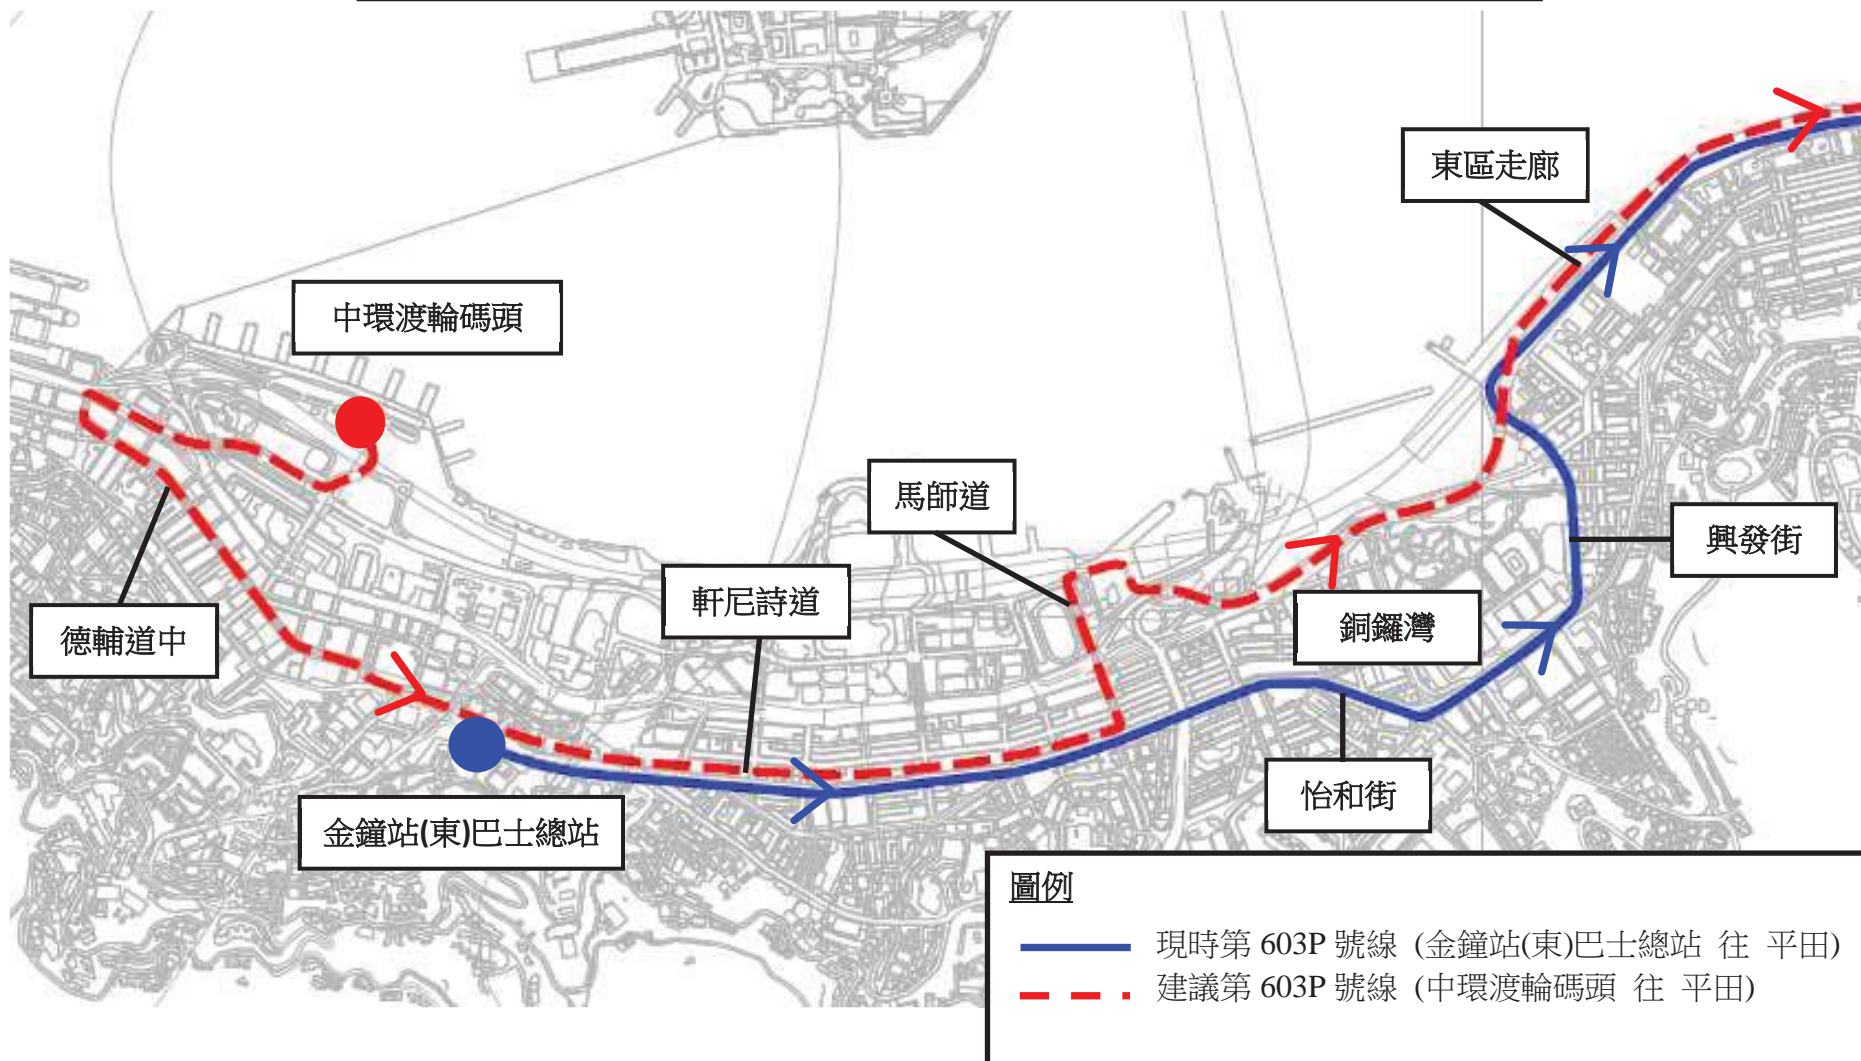 東區走廊
中環渡輪碼頭
馬師道
興發街
軒尼詩道
德輔道中
銅鑼灣
怡和街
金鐘站(東)巴士總站
圖例
現時第 603P 號線 (金鐘站(東)巴士總站 往 平田)
建議第 603P 號線 (中環渡輪碼頭 往 平田)